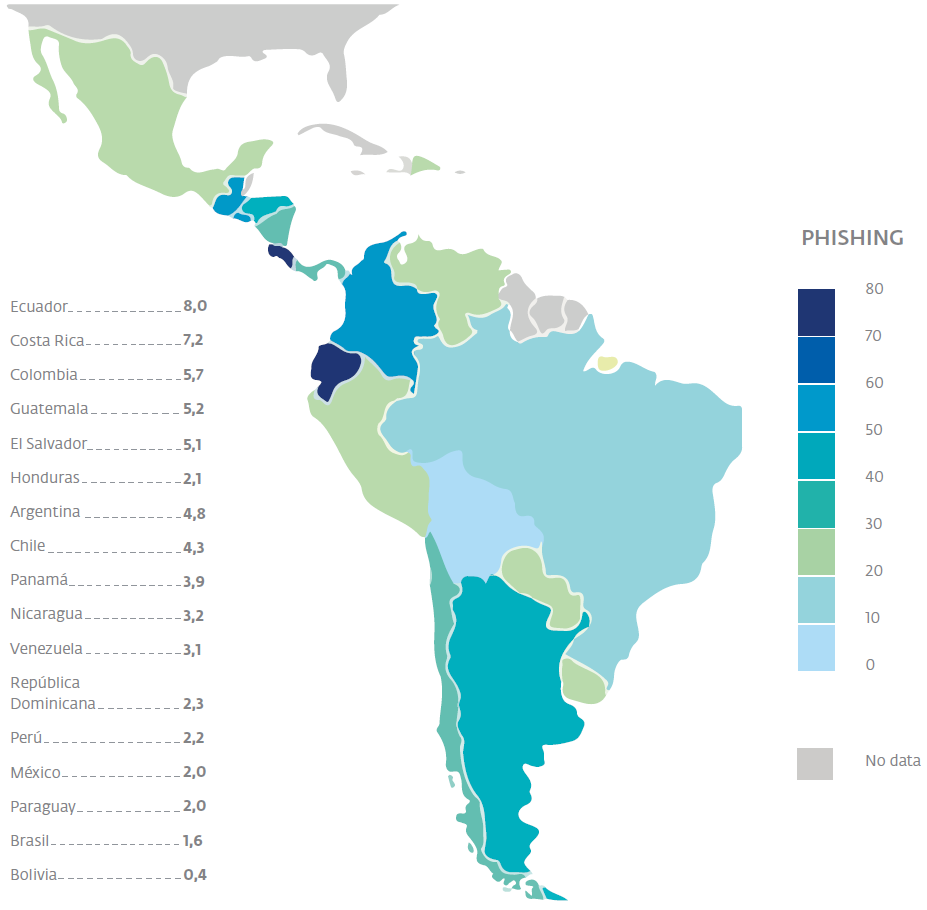 PHISHING
Ecuador 8,0
Costa Rica 7,2
Colombia 5,7
Guatemala 5,2
El Salvador 5,1
Honduras 2,1
Argentina 4,8
Chile 4,3
Panamá 3,9
Nicaragua 3,2
Venezuela 3,1
República
Dominicana 2,3
Perú 2,2
México 2,0
Paraguay 2,0
Brasil 1,6
Bolivia 0,4
80
70
60
50
40
30
20
10
0
No data